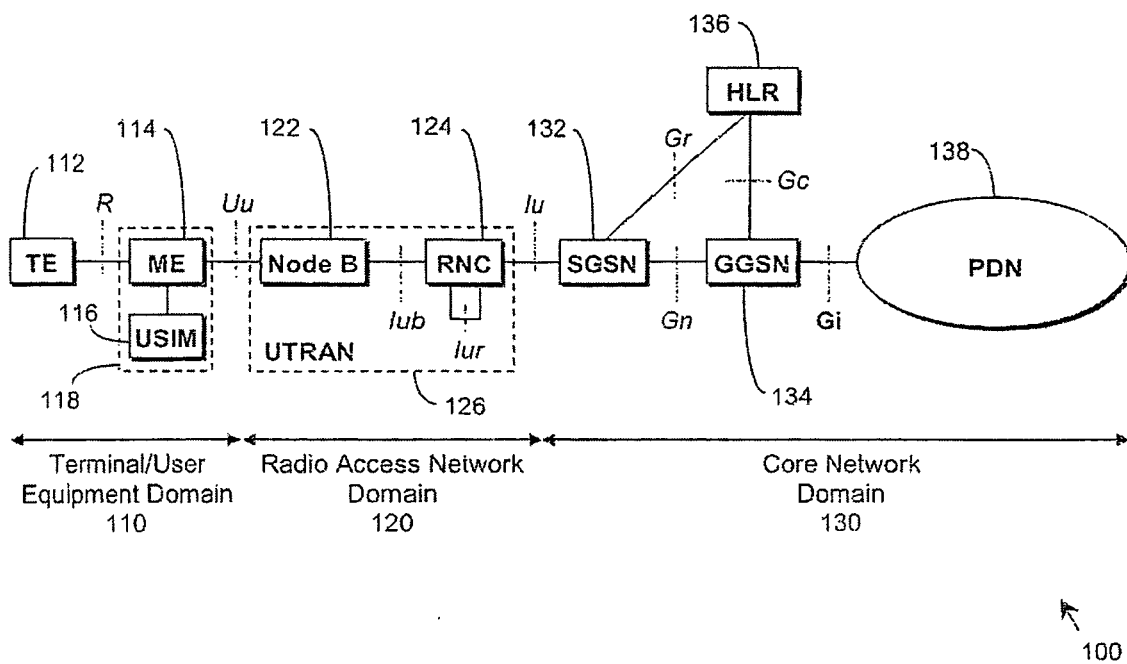 136
HLR
114
122
124
132
Gr
138
112
R
Uu
Iu
Gc
TE
ME
Node B
RNC
SGSN
GGSN
PDN
116
USIM
Iub
Iur
Gn
Gi
UTRAN
118
126
134
Terminal/User
Equipment Domain
110
Radio Access Network
Domain
120
Core Network
Domain
130
100